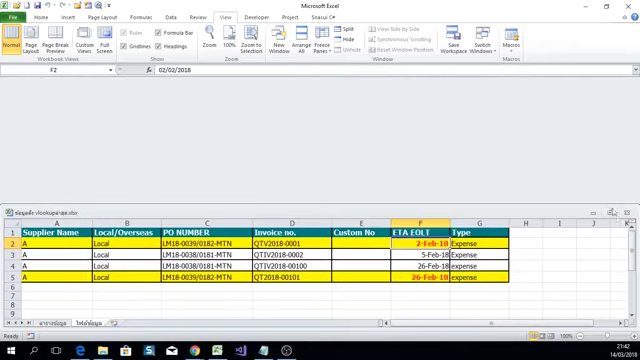 Microsoft Excel
File Home Insert Page Layout Formulas Data Review View Developer Project
Normal Page Layout Page Break Preview Custom Views Full Screen
Workbook Views
Ruler Formula Bar
Gridlines Headings
Show
Zoom 100% Zoom to Selection
Zoom
New Window Arrange All Freeze Panes
Split
Hide
Unhide
View Side by Side
Synchronous Scrolling
Reset Window Position
Window
Save Workspace Switch Windows
Macros
Macros
F2 fx 02/02/2018
A B C D E F G H I J K
1 Supplier Name Local/Overseas PO NUMBER Invoice no. Custom No ETA EOLT Type
2 A Local LM18-0039/0182-MTN QTV2018-0001 2-Feb-18 Expense
3 A Local LM18-0039/0182-MTN QTIV2018-0002 5-Feb-18 Expense
4 A Local LM18-0038/0181-MTN QTIV2018-00100 26-Feb-18 expense
5 A Local LM18-0039/0182-MTN QT2018-00101 26-Feb-18 expense
6
7
8
9
Ready 100%
21:42
14/03/2018